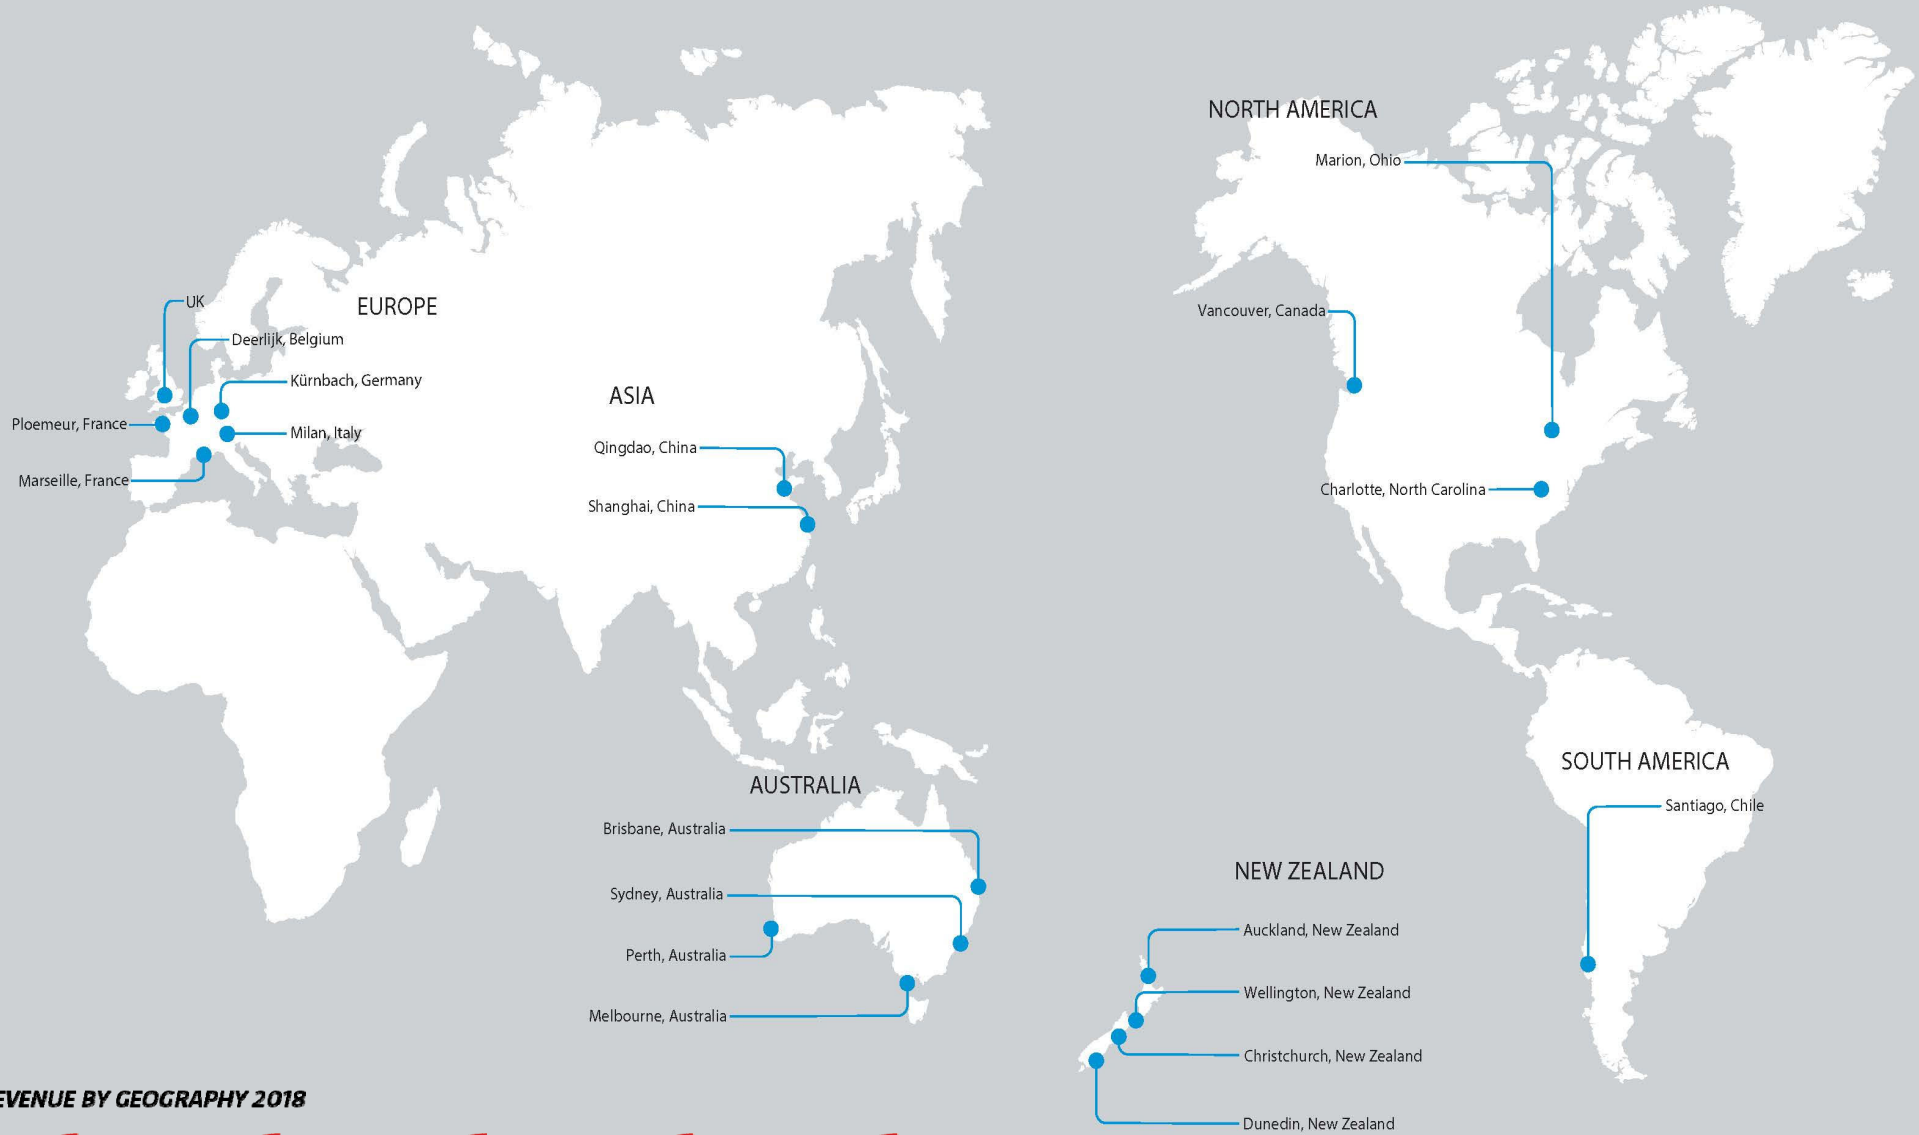 NORTH AMERICA
Marion, Ohio
Vancouver, Canada
Charlotte, North Carolina
EUROPE
UK
Deerlijk, Belgium
Kürnbach, Germany
Ploemeur, France
Milan, Italy
Marseille, France
ASIA
Qingdao, China
Shanghai, China
AUSTRALIA
Brisbane, Australia
Sydney, Australia
Perth, Australia
Melbourne, Australia
SOUTH AMERICA
Santiago, Chile
NEW ZEALAND
Auckland, New Zealand
Wellington, New Zealand
Christchurch, New Zealand
Dunedin, New Zealand
EVENUE BY GEOGRAPHY 2018